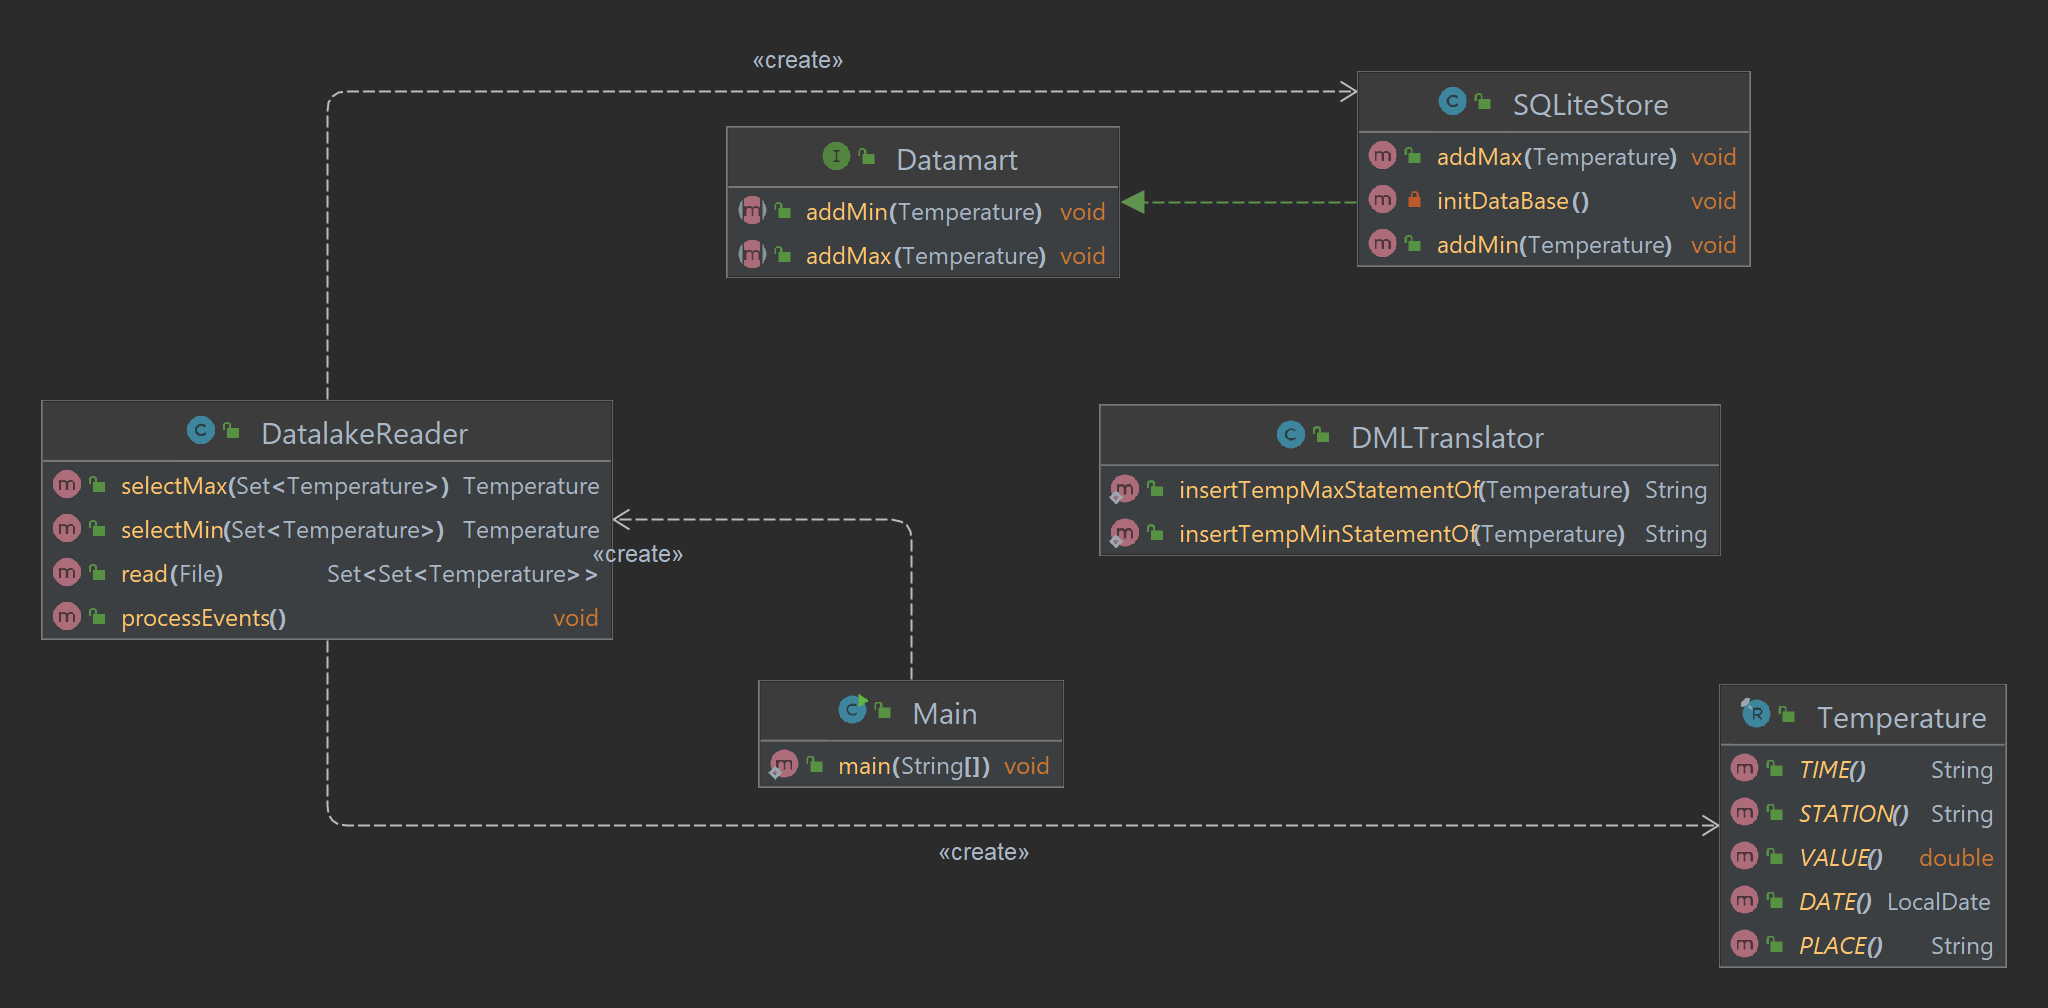 «create»
C SQLiteStore
m addMax(Temperature) void
m initDataBase() void
m addMin(Temperature) void
I Datamart
m addMin(Temperature) void
m addMax(Temperature) void
C DatalakeReader
m selectMax(Set<Temperature>) Temperature
m selectMin(Set<Temperature>) Temperature
m read(File) Set<Set<Temperature>>
m processEvents() void
«create»
C DMLTranslator
m insertTempMaxStatementOf(Temperature) String
m insertTempMinStatementOf(Temperature) String
C Main
m main(String[]) void
R Temperature
m TIME() String
m STATION() String
m VALUE() double
m DATE() LocalDate
m PLACE() String
«create»